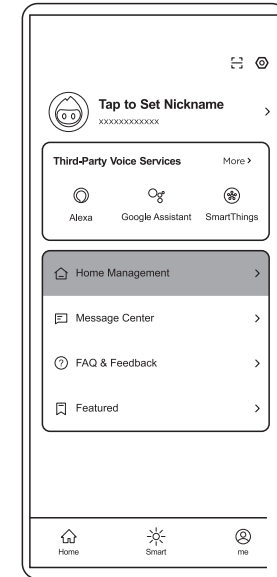 Tap to Set Nickname
xxxxxxxxxxxx
Third-Party Voice Services More
Alexa Google Assistant SmartThings
Home Management
Message Center
FAQ & Feedback
Featured
Home Smart me